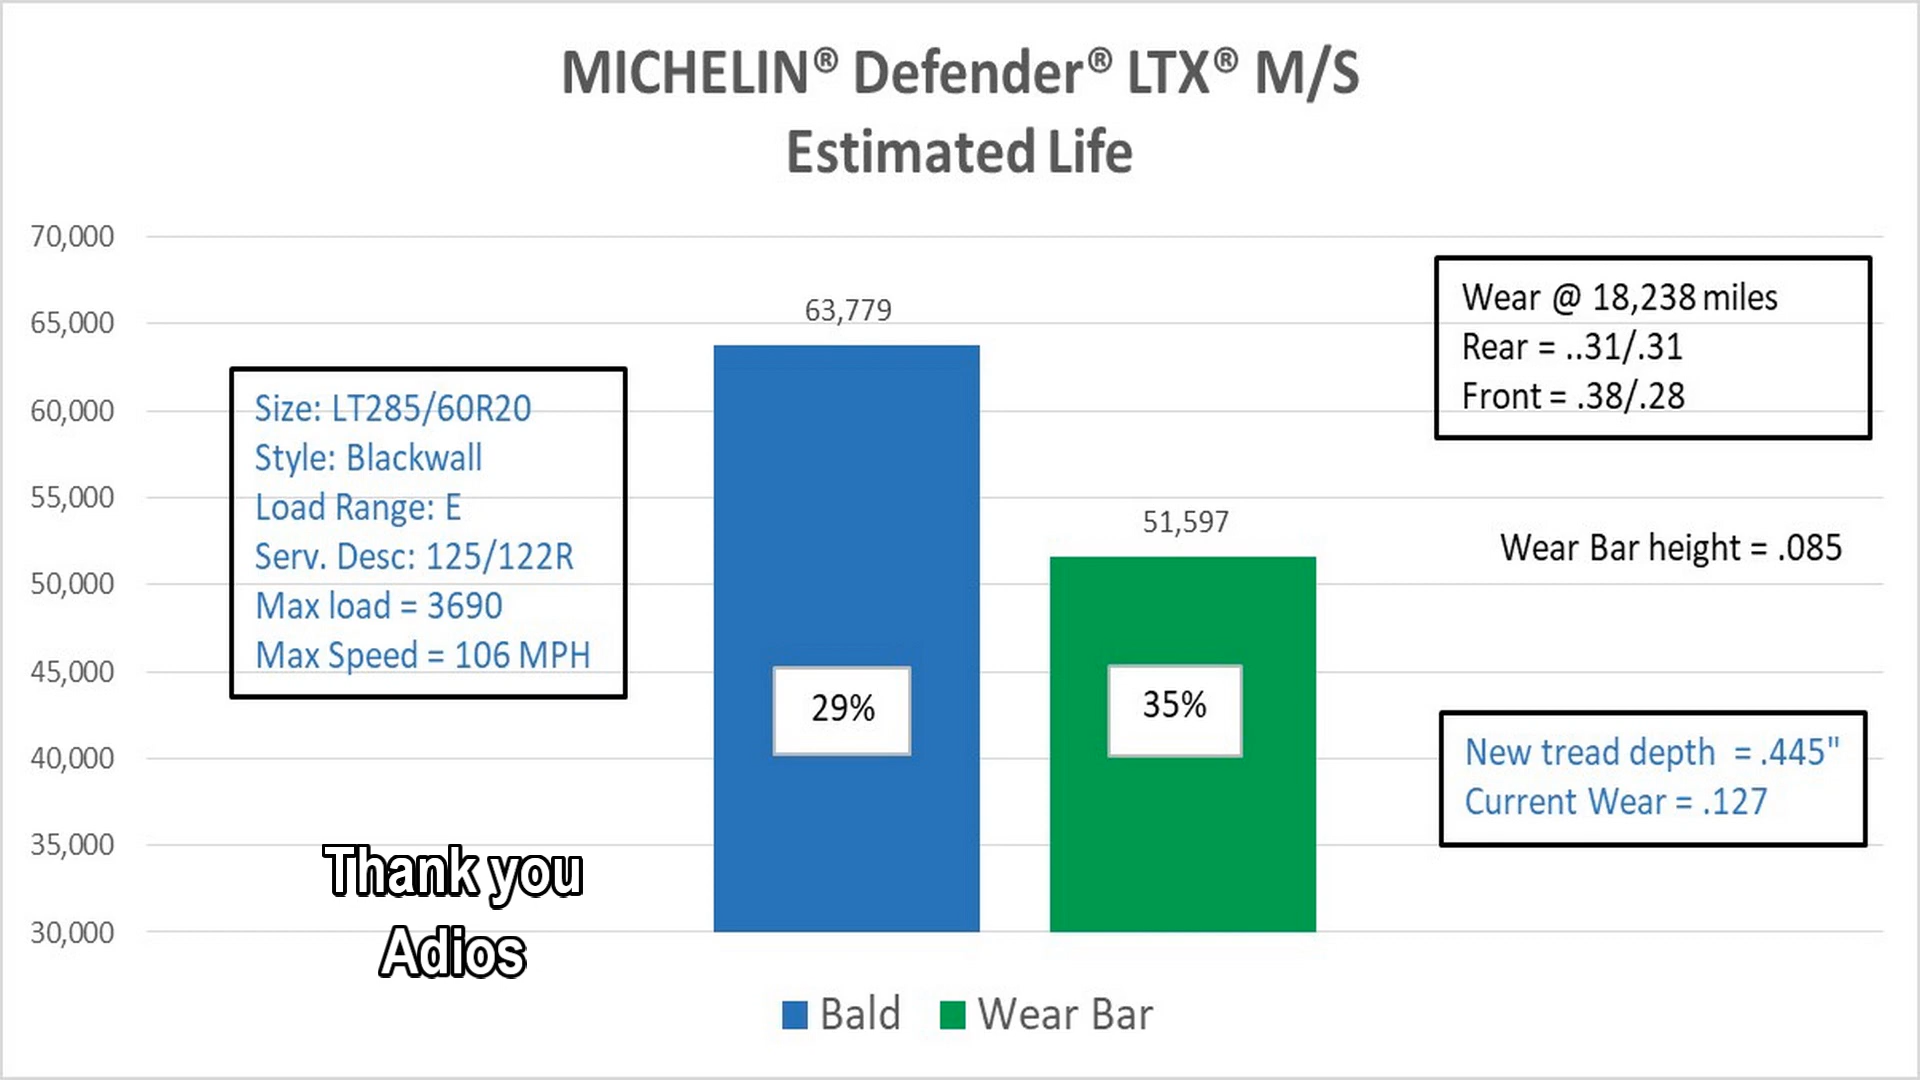 MICHELIN® Defender® LTX® M/S
Estimated Life
70,000
65,000
60,000
55,000
50,000
45,000
40,000
35,000
30,000
Size: LT285/60R20
Style: Blackwall
Load Range: E
Serv. Desc: 125/122R
Max load = 3690
Max Speed = 106 MPH
63,779
29%
51,597
35%
Wear @ 18,238 miles
Rear = ..31/.31
Front = .38/.28
Wear Bar height = .085
New tread depth = .445"
Current Wear = .127
Thank you
Adios
Bald
Wear Bar